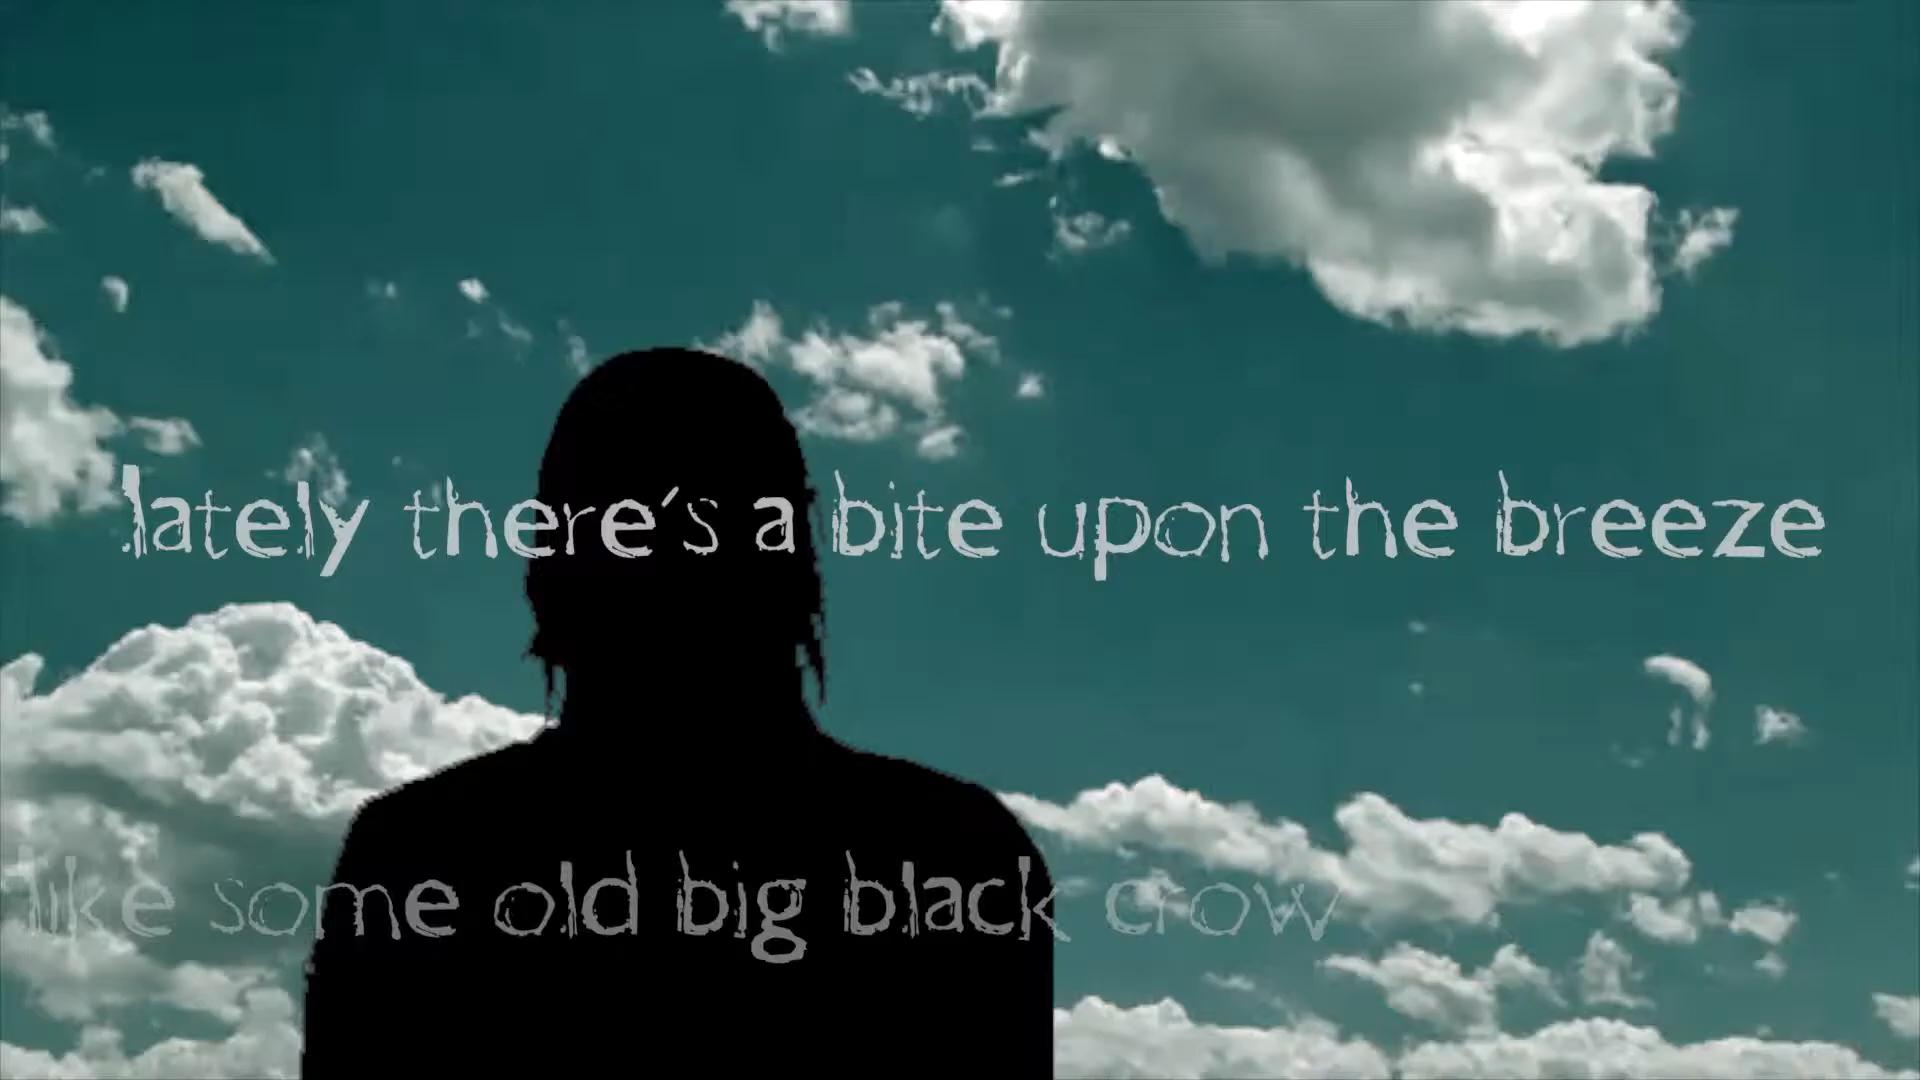 lately there's a bite upon the breeze
like some old big black crow